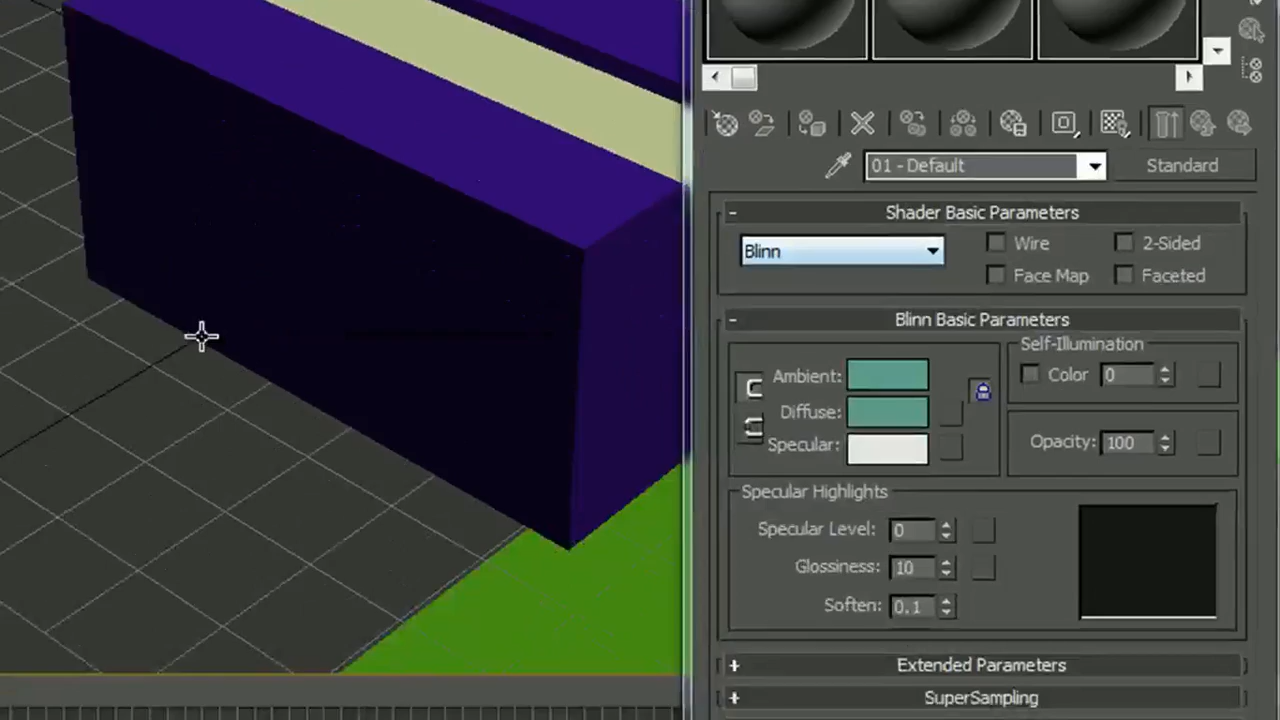 01 - Default
Standard
- Shader Basic Parameters
Blinn
Wire
2-Sided
Face Map
Faceted
- Blinn Basic Parameters
Self-Illumination
Ambient:
Color 0
Diffuse:
Specular:
Opacity: 100
Specular Highlights
Specular Level: 0
Glossiness: 10
Soften: 0.1
+ Extended Parameters
+ SuperSampling